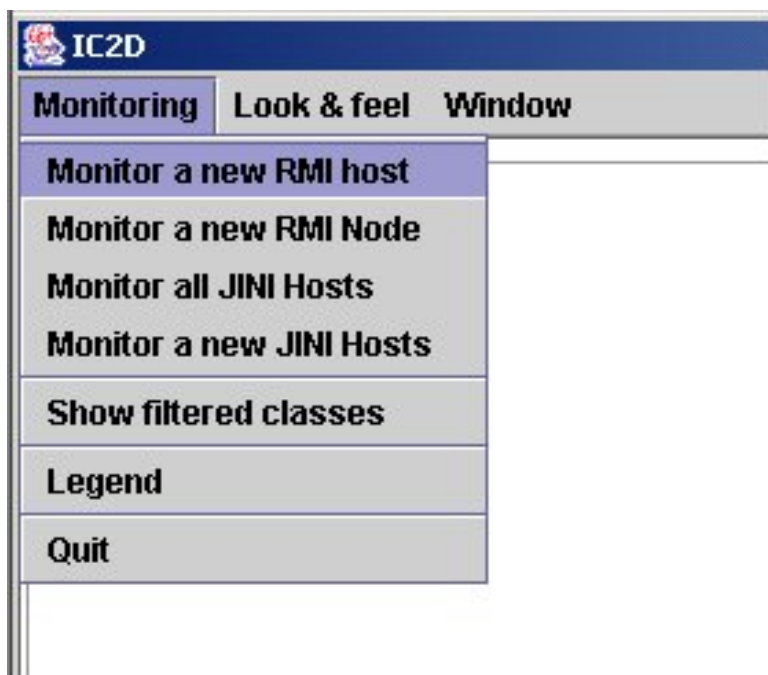 IC2D
Monitoring Look & feel Window
Monitor a new RMI host
Monitor a new RMI Node
Monitor all JINI Hosts
Monitor a new JINI Hosts
Show filtered classes
Legend
Quit